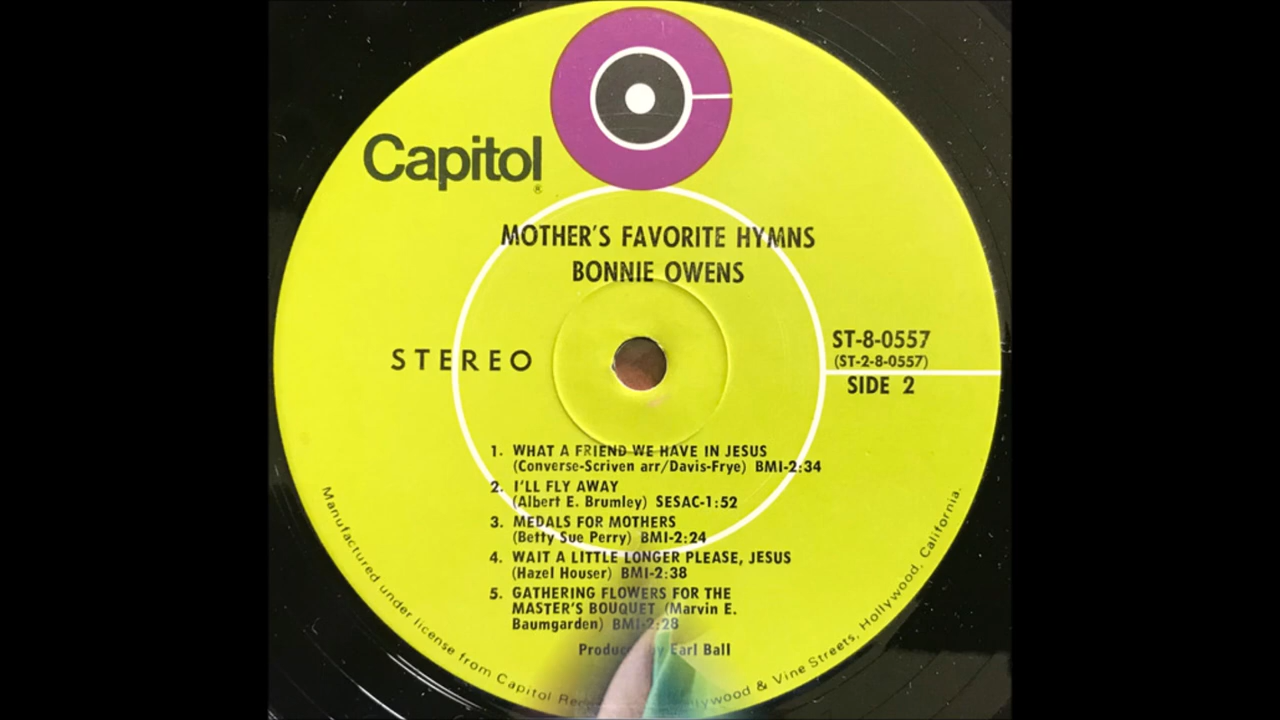 Capitol
®
MOTHER'S FAVORITE HYMNS
BONNIE OWENS
STEREO
ST-8-0557
(ST-2-8-0557)
SIDE 2
1. WHAT A FRIEND WE HAVE IN JESUS
(Converse-Scriven arr/Davis-Frye) BMI-2:34
2. I'LL FLY AWAY
(Albert E. Brumley) SESAC-1:52
3. MEDALS FOR MOTHERS
(Betty Sue Perry) BMI-2:24
4. WAIT A LITTLE LONGER PLEASE, JESUS
(Hazel Houser) BMI-2:38
5. GATHERING FLOWERS FOR THE
MASTER'S BOUQUET (Marvin E.
Baumgarden) BMI-2:28
Earl Ball
Manufactured under license from Capitol & Vine Streets, Hollywood, California.